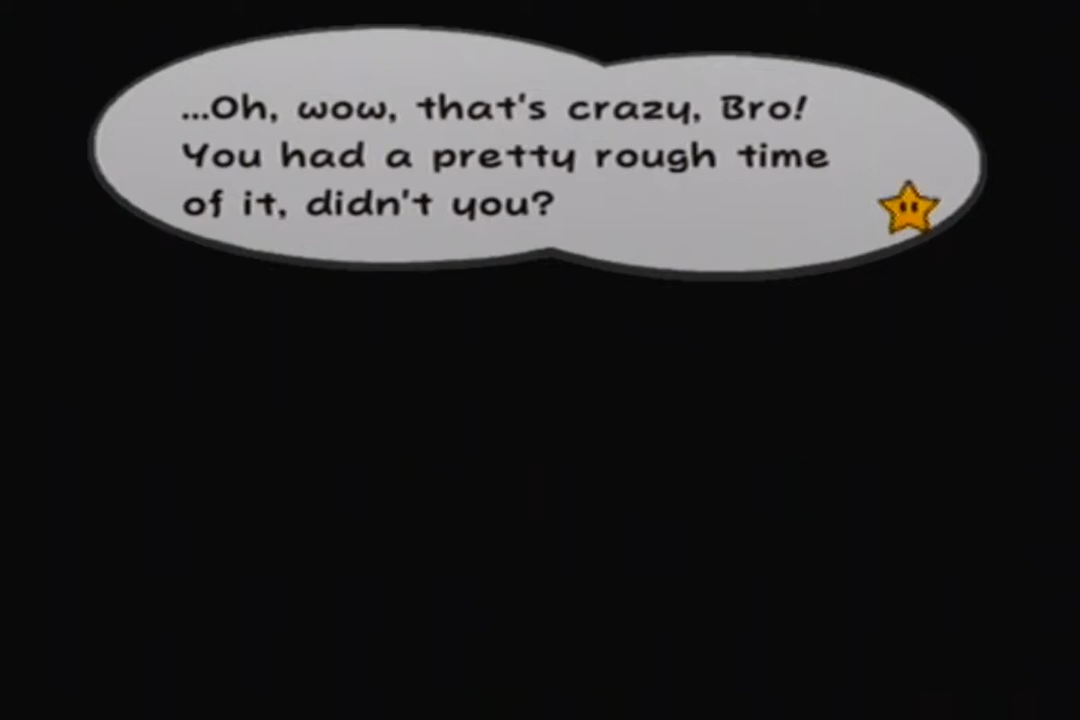 ...Oh, wow, that's crazy, Bro!
You had a pretty rough time
of it, didn't you?